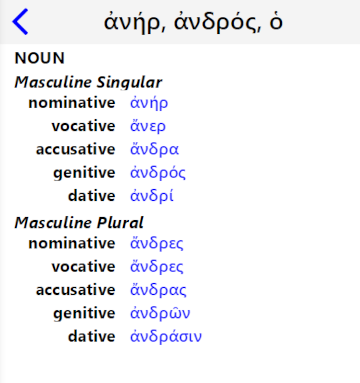 ἀνήρ, ἀνδρός, ὁ
NOUN
Masculine Singular
nominative ἀνήρ
vocative ἄνερ
accusative ἄνδρα
genitive ἀνδρός
dative ἀνδρί
Masculine Plural
nominative ἄνδρες
vocative ἄνδρες
accusative ἄνδρας
genitive ἀνδρῶν
dative ἀνδράσιν